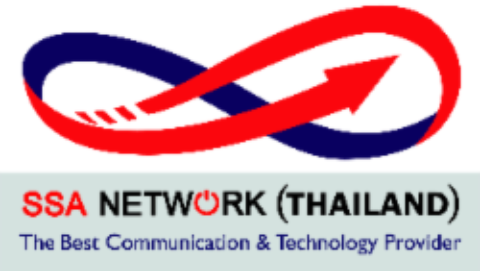 SSA NETWORK (THAILAND)
The Best Communication & Technology Provider